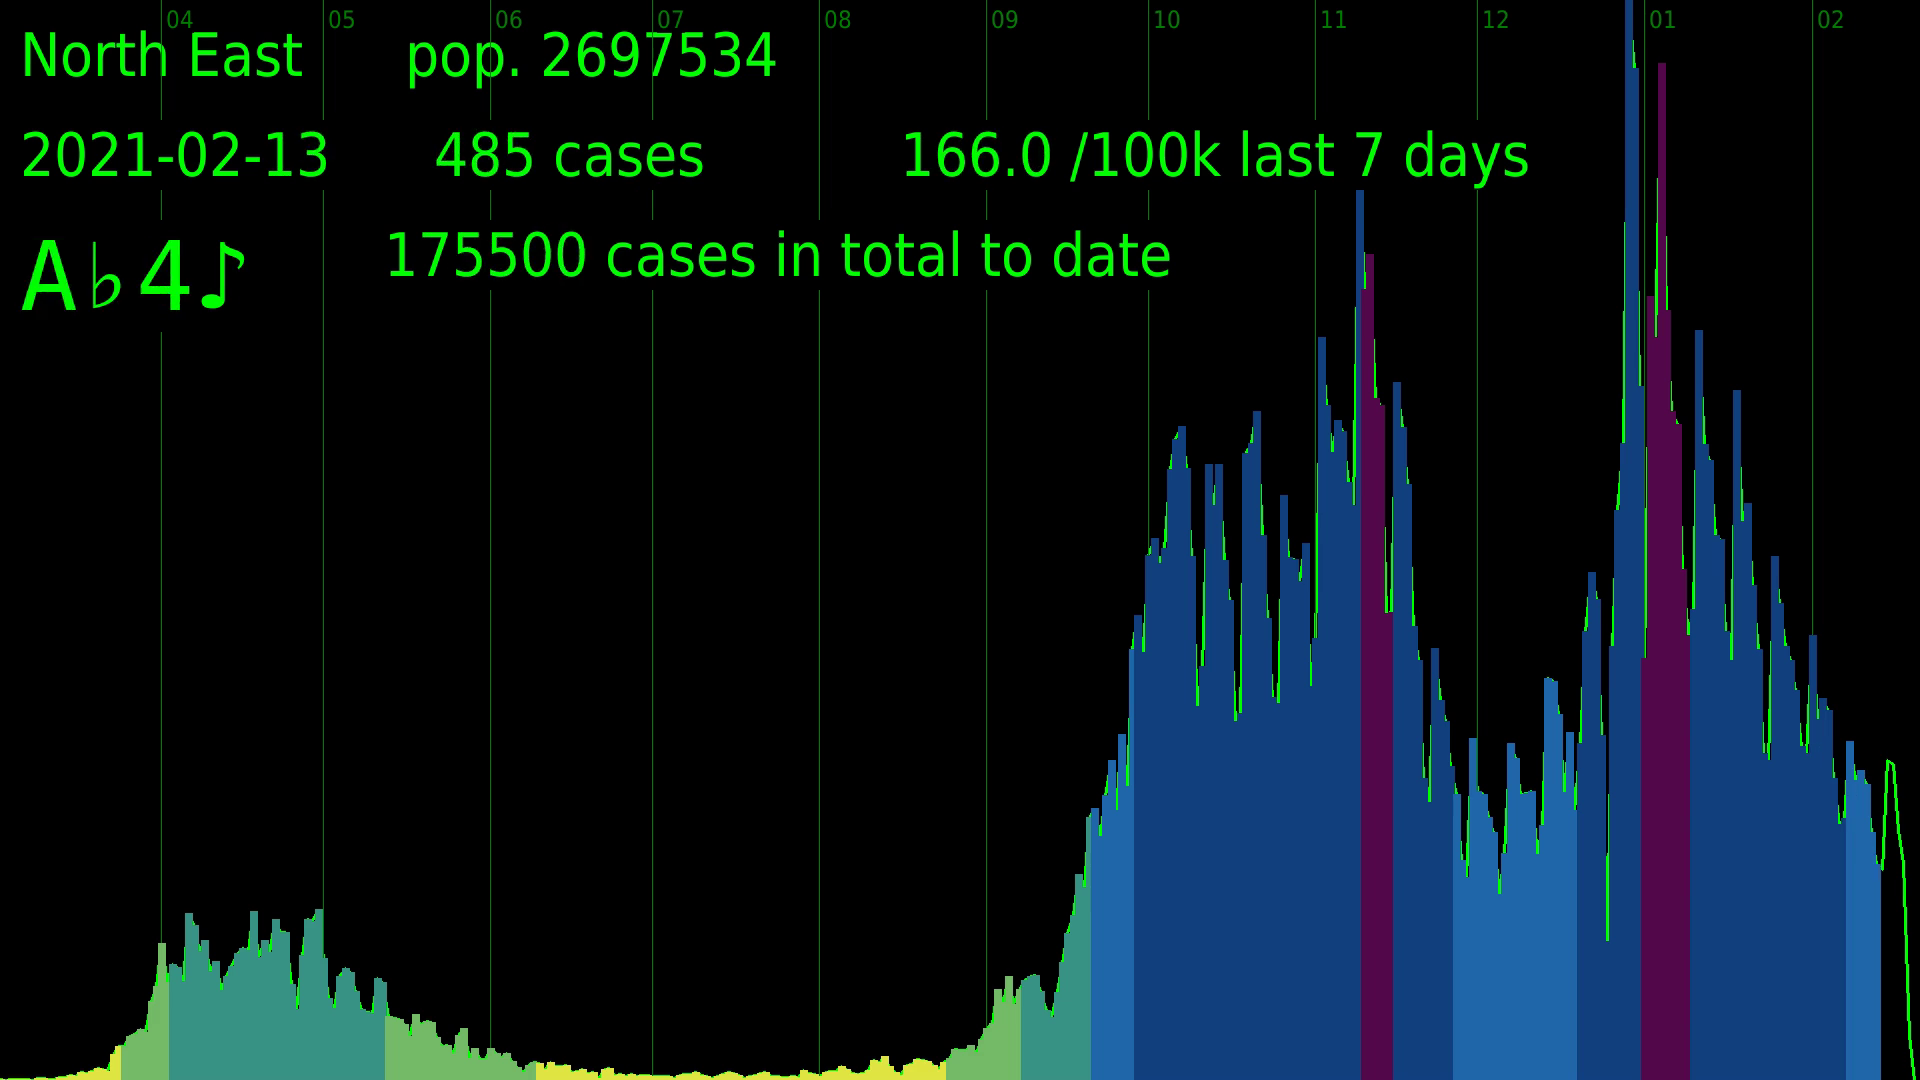 04 05 06 07 08 09 10 11 12 01 02
North East pop. 2697534
2021-02-13 485 cases 166.0 /100k last 7 days
A♭4♪ 175500 cases in total to date